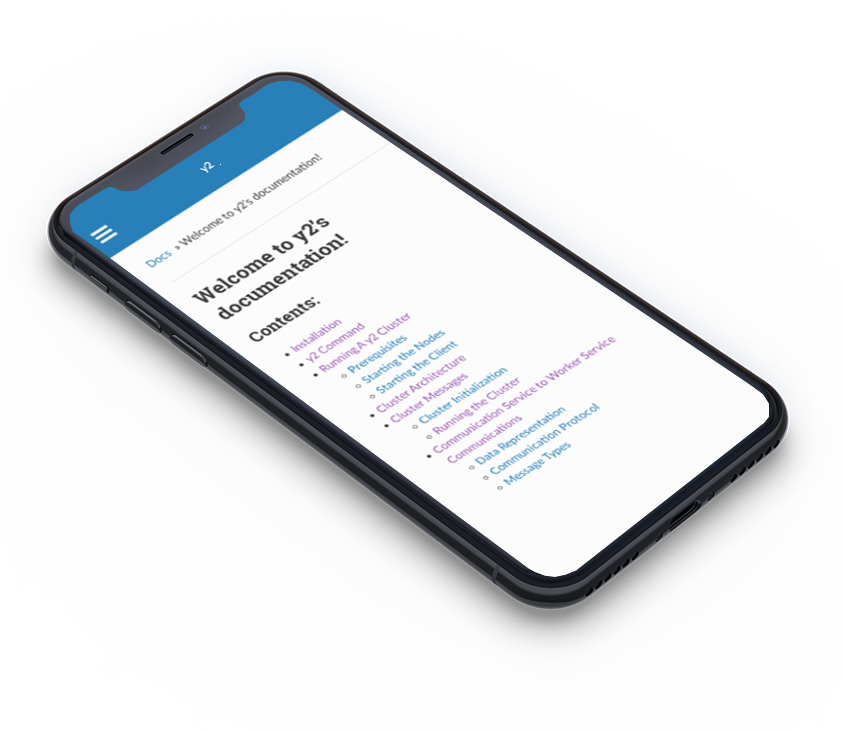 y2
Docs » Welcome to y2's documentation!
Welcome to y2's
documentation!
Contents:
Installation
y2 Command
Running A y2 Cluster
Prerequisites
Starting the Nodes
Starting the Client
Cluster Architecture
Cluster Messages
Cluster Initialization
Running the Cluster
Communication Service to Worker Service
Communications
Data Representation
Communication Protocol
Message Types